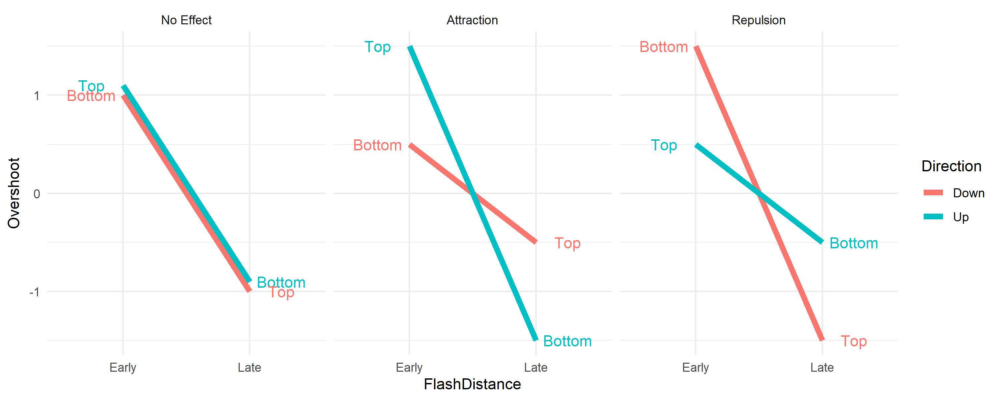 No Effect
Attraction
Repulsion
Overshoot
1
0
-1
Top
Bottom
Bottom
Top
Top
Bottom
Top
Bottom
Bottom
Top
Bottom
Top
Early
Late
Early
Late
Early
Late
FlashDistance
Direction
Down
Up